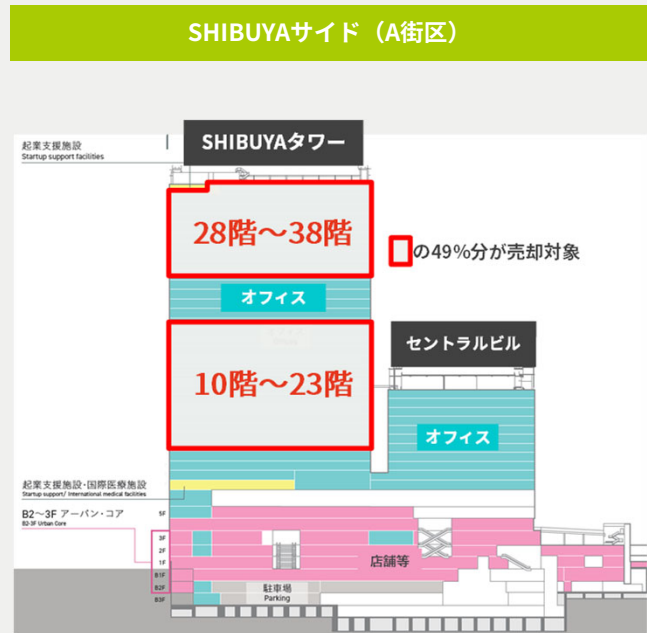 SHIBUYAサイド（A街区）
起業支援施設
Startup support facilities
SHIBUYAタワー
28階～38階
の49%分が売却対象
オフィス
セントラルビル
10階～23階
オフィス
起業支援施設・国際医療施設
Startup support/ International medical facilities
B2～3F アーバン・コア
B2-3F Urban Core
5F
3F
2F
1F
B1F
B2F
B3F
店舗等
駐車場
Parking